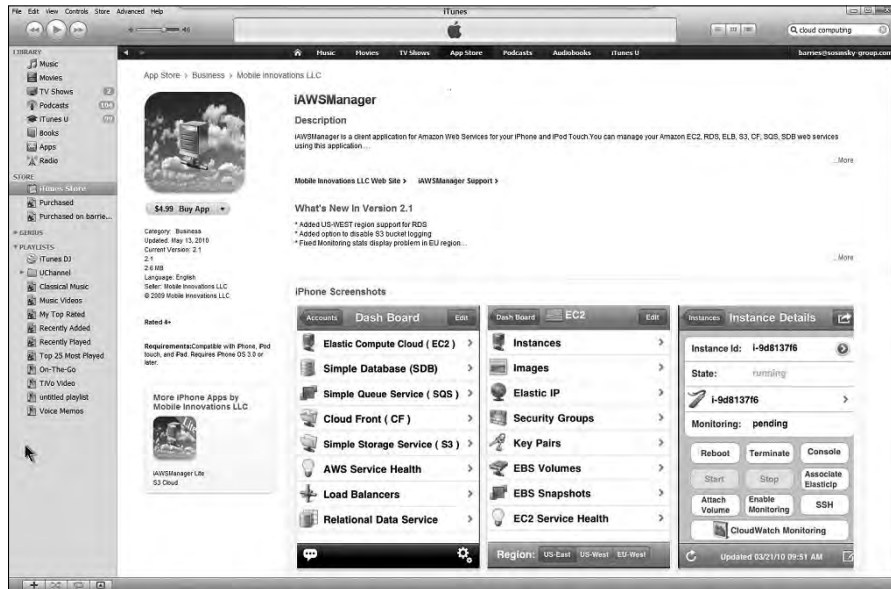 File Edit View Controls Store Advanced Help
iTunes
cloud computing
LIBRARY
Music
Movies
TV Shows
Podcasts
iTunes U
Books
Apps
Radio
STORE
iTunes Store
Purchased
Purchased on barrie...
GENIUS
PLAYLISTS
iTunes DJ
UChannel
Classical Music
Music Videos
My Top Rated
Recently Added
Recently Played
Top 25 Most Played
On-The-Go
TiVo Video
untitled playlist
Voice Memos
Music Movies TV Shows App Store Podcasts Audiobooks iTunes U
barries@sosinsky-group.com
App Store > Business > Mobile Innovations LLC
$4.99 Buy App
Category: Business
Updated: May 13, 2010
Current Version: 2.1
2.1
2.6 MB
Language: English
Seller: Mobile Innovations LLC
© 2009 Mobile Innovations LLC
Rated 4+
Requirements: Compatible with iPhone, iPod
touch, and iPad. Requires iPhone OS 3.0 or
later.
More iPhone Apps by
Mobile Innovations LLC
Lite
iAWSManager Lite
S3 Cloud
iAWSManager
Description
iAWSManager is a client application for Amazon Web Services for your iPhone and iPod Touch.You can manage your Amazon EC2, RDS, ELB, S3, CF, SQS, SDB web services
using this application....
...More
Mobile Innovations LLC Web Site > iAWSManager Support >
What's New In Version 2.1
* Added US-WEST region support for RDS
* Added option to disable S3 bucket logging
* Fixed Monitoring stats display problem in EU region...
...More
iPhone Screenshots
Accounts Dash Board Edit
Elastic Compute Cloud ( EC2 ) >
Simple Database (SDB) >
Simple Queue Service ( SQS ) >
Cloud Front ( CF ) >
Simple Storage Service ( S3 ) >
AWS Service Health >
Load Balancers >
Relational Data Service >
Dash Board EC2 Edit
Instances >
Images >
Elastic IP >
Security Groups >
Key Pairs >
EBS Volumes >
EBS Snapshots >
EC2 Service Health >
Region: US-East US-West EU-West
Instances Instance Details
Instance Id: i-9d8137f6
State: running
i-9d8137f6 >
Monitoring: pending
Reboot Terminate Console
Start Stop Associate ElasticIp
Attach Volume Enable Monitoring SSH
CloudWatch Monitoring
Updated 03/21/10 09:51 AM